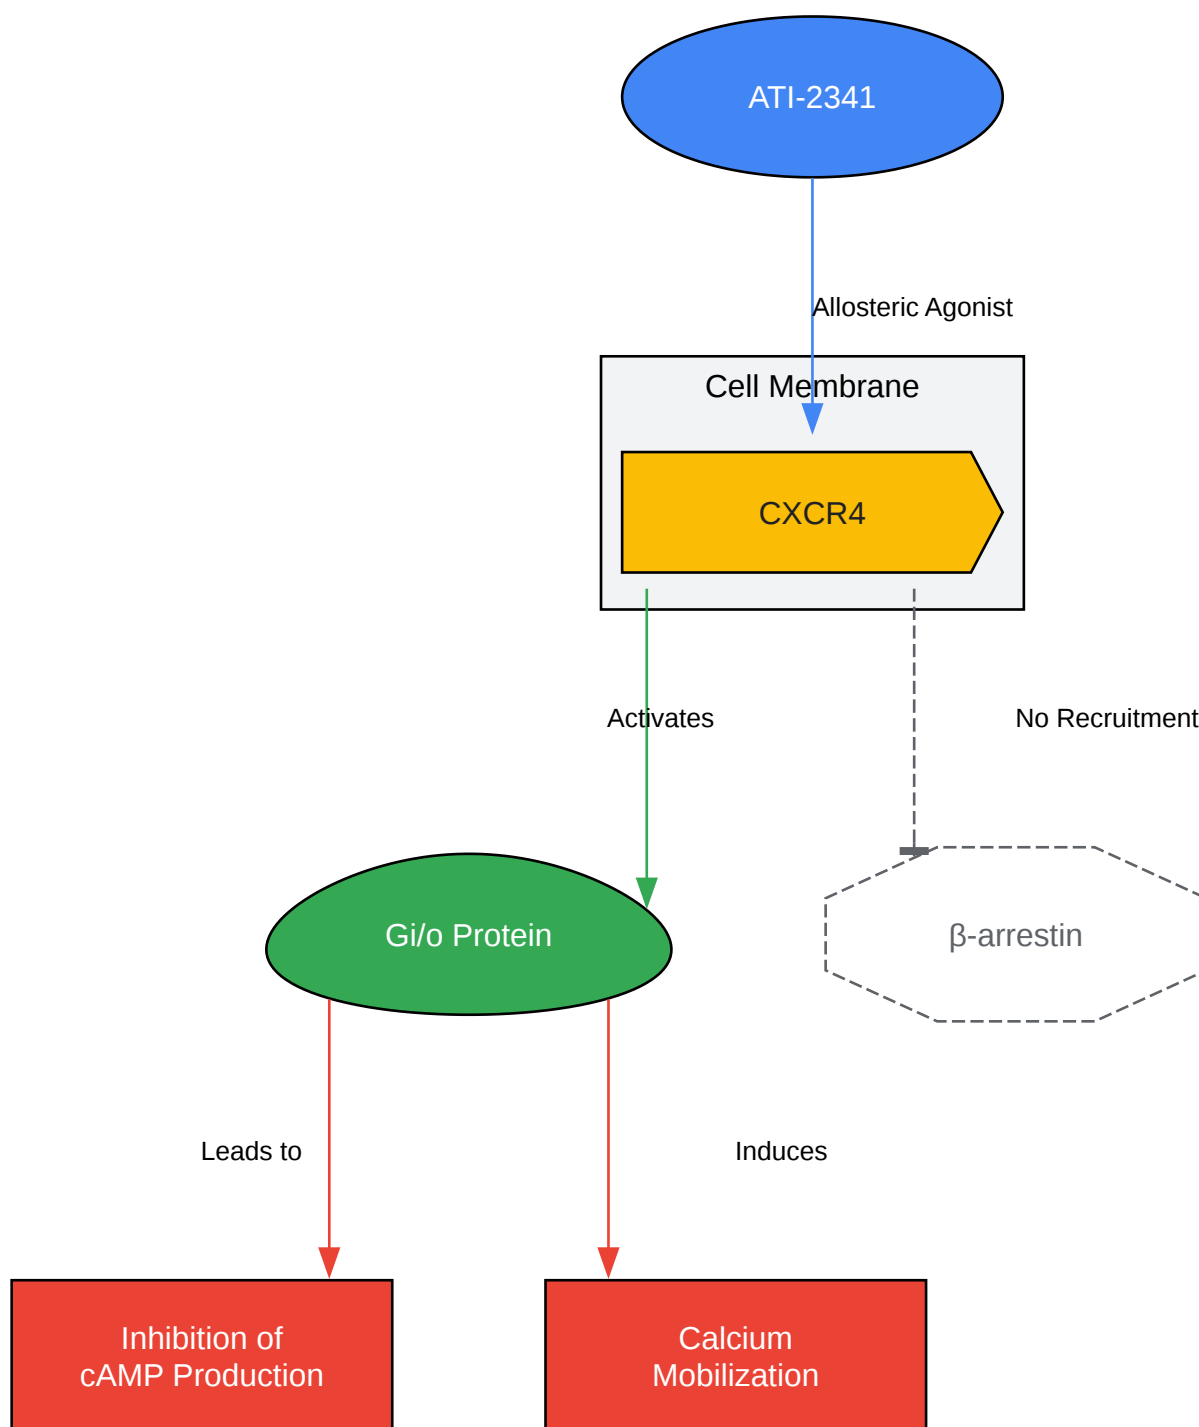 ATI-2341
Allosteric Agonist
Cell Membrane
CXCR4
Activates
No Recruitment
Gi/o Protein
β-arrestin
Leads to
Induces
Inhibition of
cAMP Production
Calcium
Mobilization